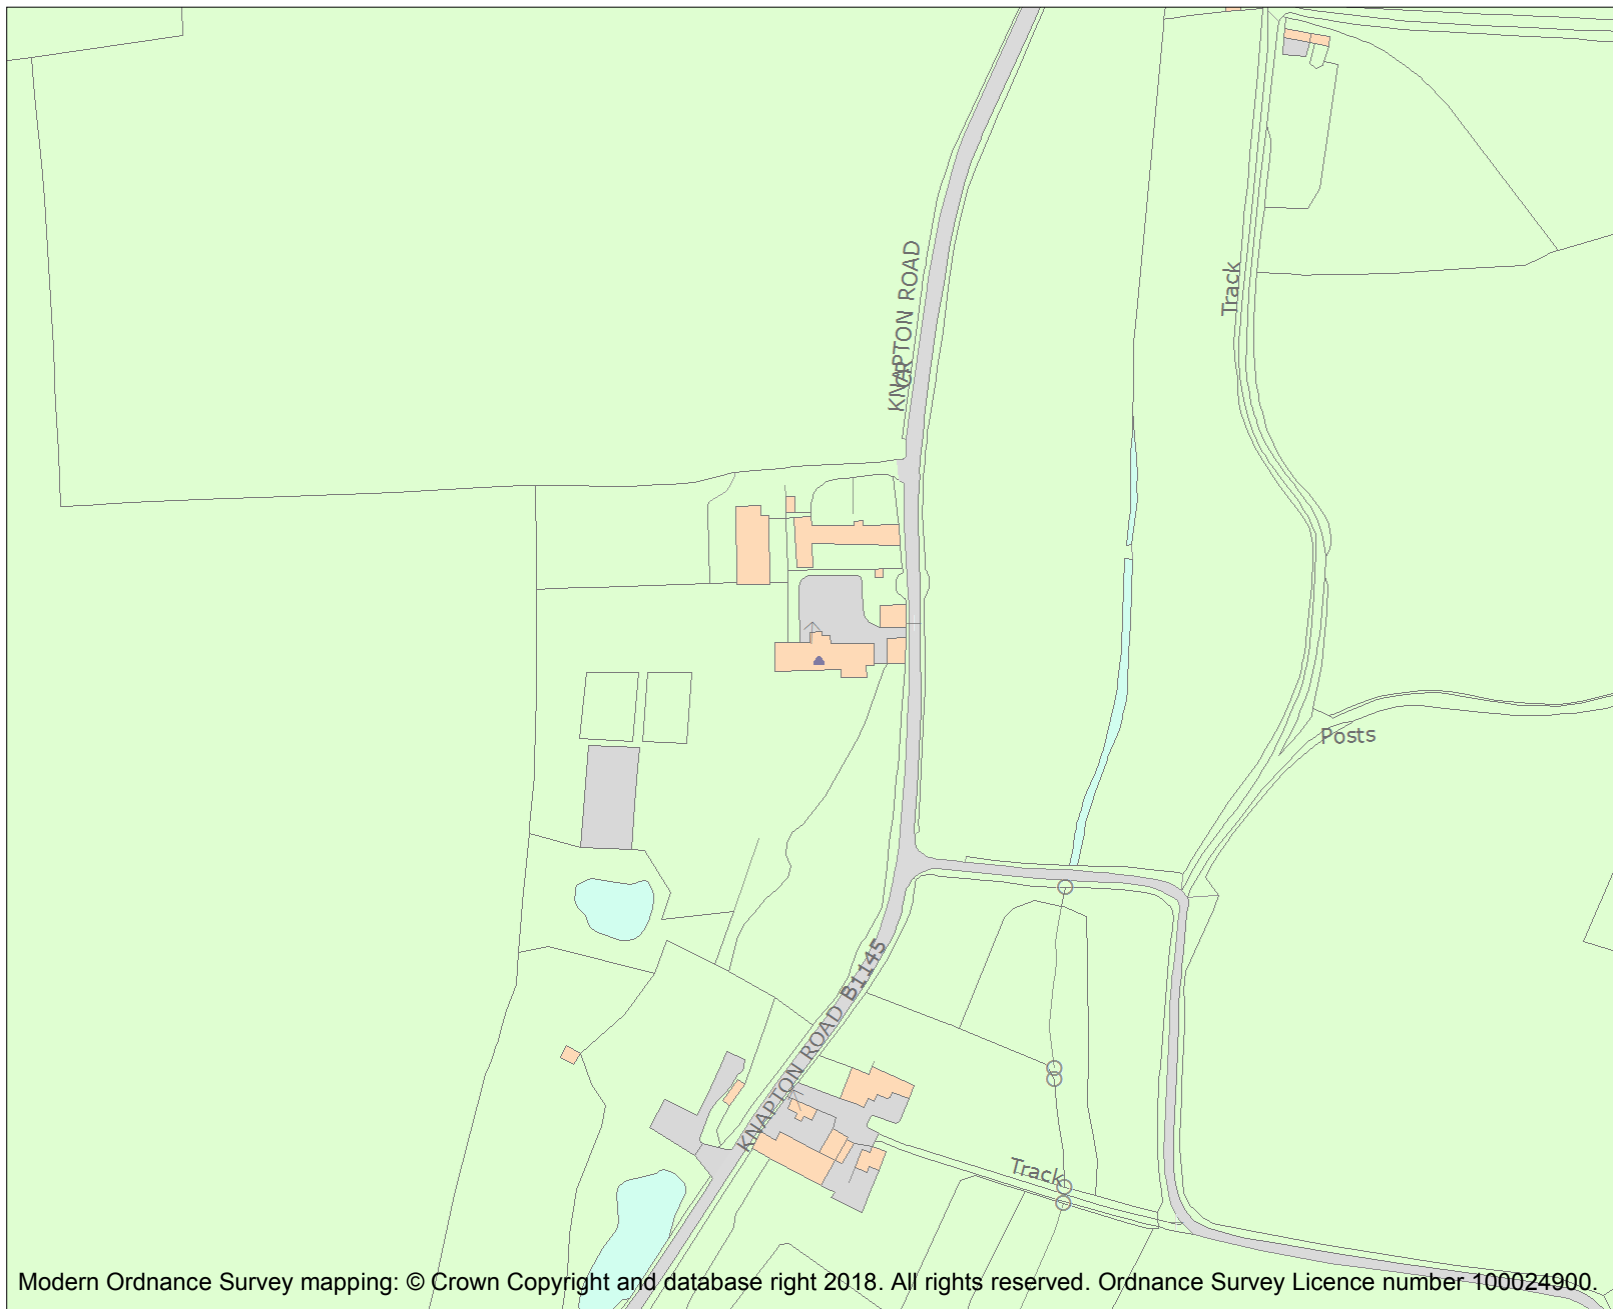 KNAPTON ROAD
CR
Track
Posts
KNAPTON ROAD B1145
Track
Modern Ordnance Survey mapping: © Crown Copyright and database right 2018. All rights reserved. Ordnance Survey Licence number 100024900.